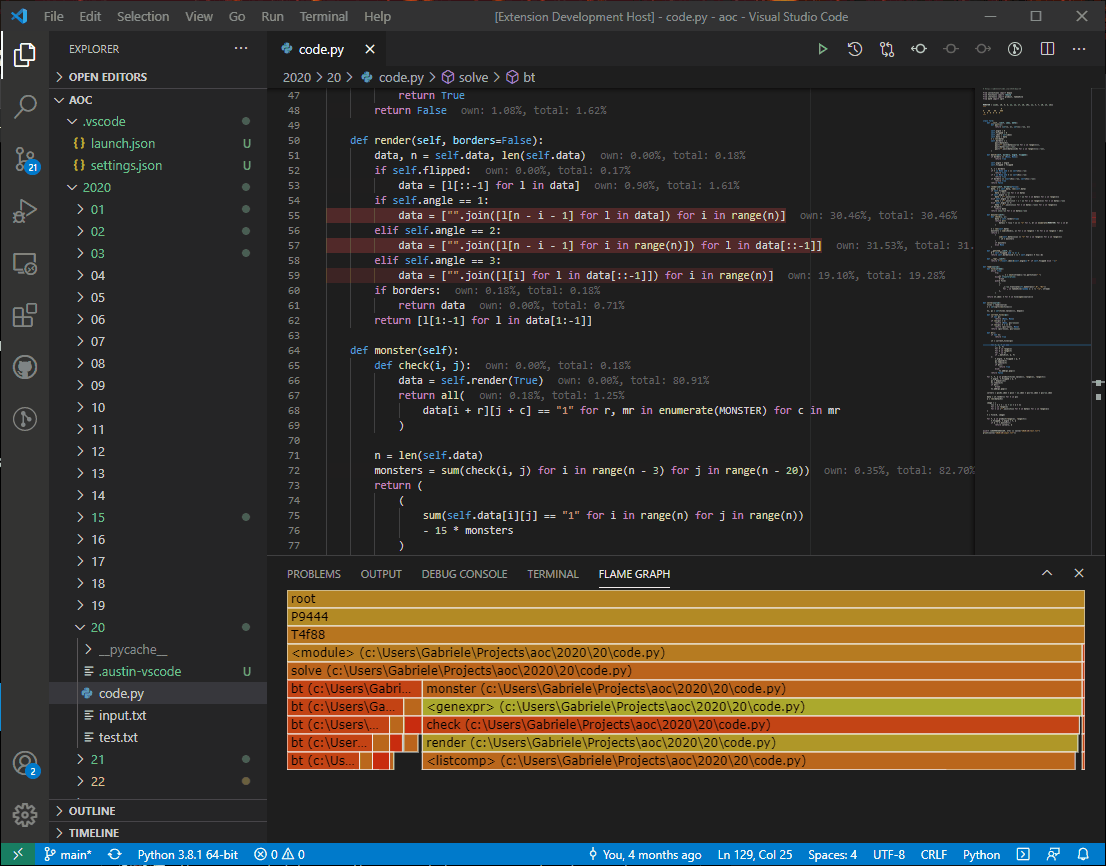 File Edit Selection View Go Run Terminal Help [Extension Development Host] - code.py - aoc - Visual Studio Code
EXPLORER
OPEN EDITORS
AOC
.vscode
{} launch.json U
{} settings.json U
2020
01
02
03
04
05
06
07
08
09
10
11
12
13
14
15
16
17
18
19
20
__pycache__
.austin-vscode U
code.py
input.txt
test.txt
21
22
OUTLINE
TIMELINE
21
2
code.py
2020 > 20 > code.py > solve > bt
47 return True
48 return False own: 1.08%, total: 1.62%
49
50 def render(self, borders=False):
51 data, n = self.data, len(self.data) own: 0.00%, total: 0.18%
52 if self.flipped: own: 0.00%, total: 0.17%
53 data = [l[::-1] for l in data] own: 0.90%, total: 1.61%
54 if self.angle == 1:
55 data = ["".join([l[n - i - 1] for l in data]) for i in range(n)] own: 30.46%, total: 30.46%
56 elif self.angle == 2:
57 data = ["".join([l[n - i - 1] for i in range(n)]) for l in data[::-1]] own: 31.53%, total: 31.
58 elif self.angle == 3:
59 data = ["".join([l[i] for l in data[::-1]]) for i in range(n)] own: 19.10%, total: 19.28%
60 if borders: own: 0.18%, total: 0.18%
61 return data own: 0.00%, total: 0.71%
62 return [l[1:-1] for l in data[1:-1]]
63
64 def monster(self):
65 def check(i, j): own: 0.00%, total: 0.18%
66 data = self.render(True) own: 0.00%, total: 80.91%
67 return all( own: 0.18%, total: 1.25%
68 data[i + r][j + c] == "1" for r, mr in enumerate(MONSTER) for c in mr
69 )
70
71 n = len(self.data)
72 monsters = sum(check(i, j) for i in range(n - 3) for j in range(n - 20)) own: 0.35%, total: 82.70%
73 return (
74 (
75 sum(self.data[i][j] == "1" for i in range(n) for j in range(n))
76 - 15 * monsters
77 )
PROBLEMS OUTPUT DEBUG CONSOLE TERMINAL FLAME GRAPH
root
P9444
T4f88
<module> (c:\Users\Gabriele\Projects\aoc\2020\20\code.py)
solve (c:\Users\Gabriele\Projects\aoc\2020\20\code.py)
bt (c:\Users\Gabri... monster (c:\Users\Gabriele\Projects\aoc\2020\20\code.py)
bt (c:\Users\Ga... <genexpr> (c:\Users\Gabriele\Projects\aoc\2020\20\code.py)
bt (c:\Users\... check (c:\Users\Gabriele\Projects\aoc\2020\20\code.py)
bt (c:\User... render (c:\Users\Gabriele\Projects\aoc\2020\20\code.py)
bt (c:\Us... <listcomp> (c:\Users\Gabriele\Projects\aoc\2020\20\code.py)
main* Python 3.8.1 64-bit 0 0 You, 4 months ago Ln 129, Col 25 Spaces: 4 UTF-8 CRLF Python